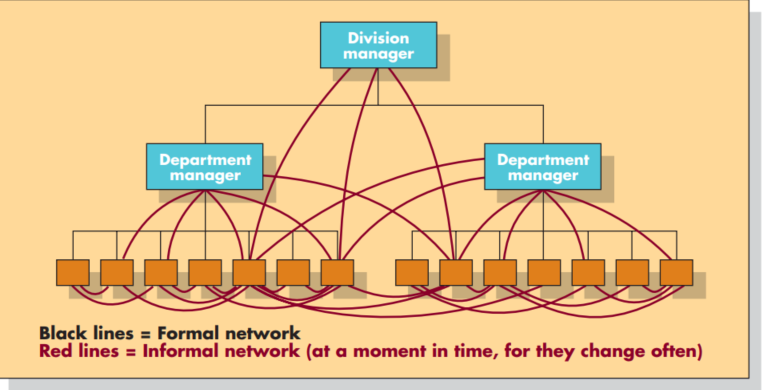 Division
manager
Department
manager
Department
manager
Black lines = Formal network
Red lines = Informal network (at a moment in time, for they change often)